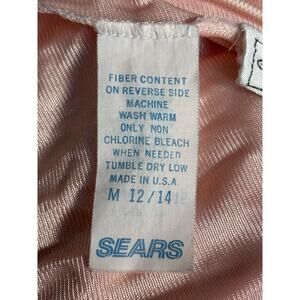 FIBER CONTENT
ON REVERSE SIDE
MACHINE
WASH WARM
ONLY NON
CHLORINE BLEACH
WHEN NEEDED
TUMBLE DRY LOW
MADE IN U.S.A.
M 12/14
SEARS